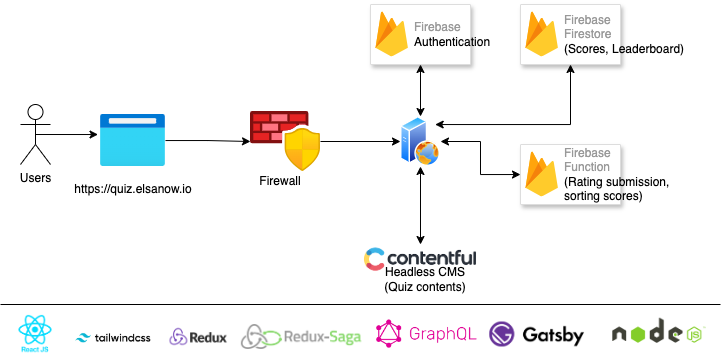 Firebase
Authentication
Firebase
Firestore
(Scores, Leaderboard)
Users
https://quiz.elsanow.io
Firewall
Firebase
Function
(Rating submission,
sorting scores)
contentful
Headless CMS
(Quiz contents)
React JS
tailwindcss
Redux
Redux-Saga
GraphQL
Gatsby
node
JS